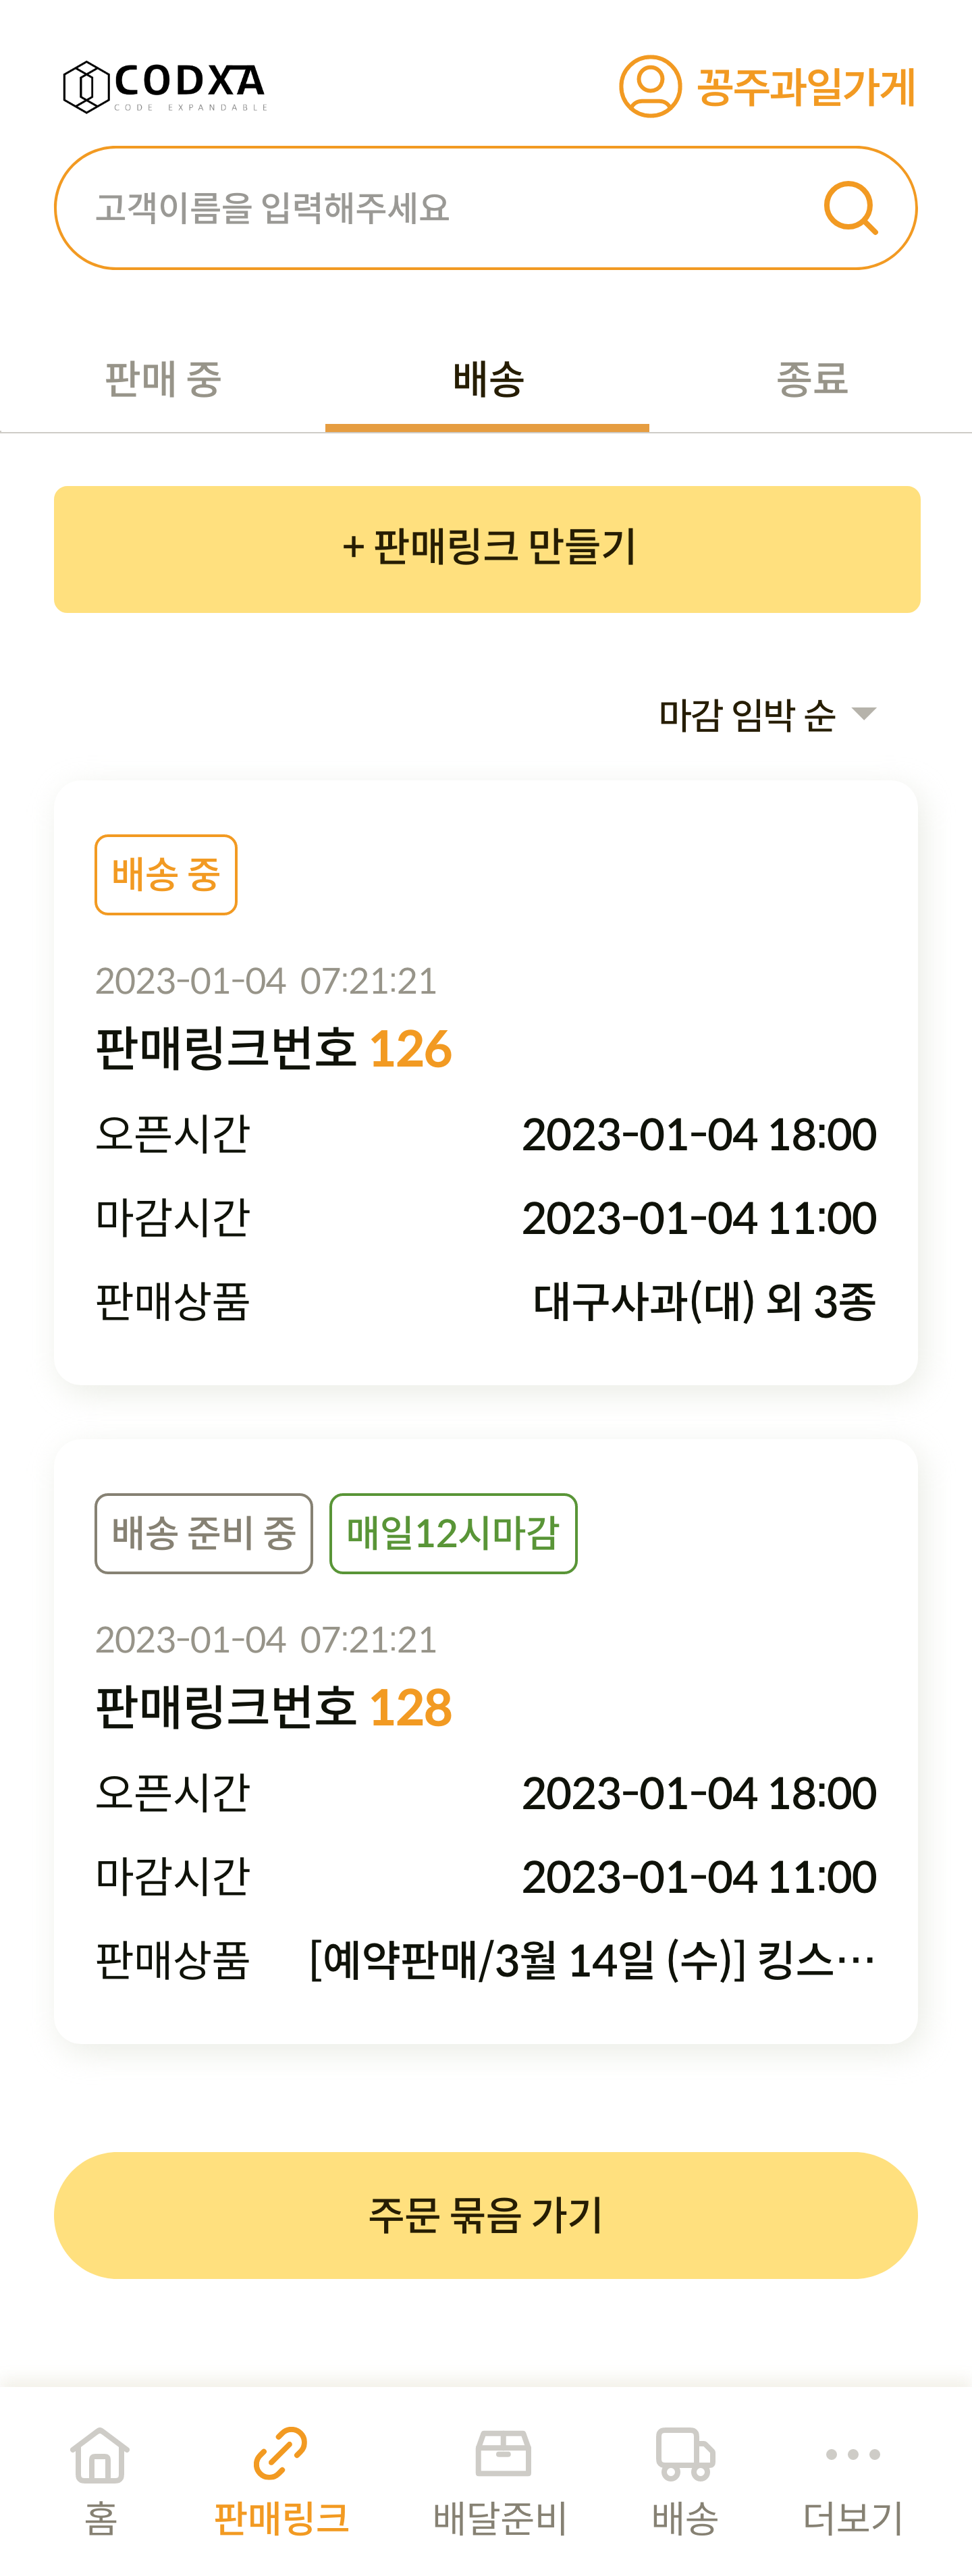 CODXA
CODE EXPANDABLE
꽁주과일가게
고객이름을 입력해주세요
판매 중
배송
종료
+ 판매링크 만들기
마감 임박 순
배송 중
2023-01-04 07:21:21
판매링크번호 126
오픈시간 2023-01-04 18:00
마감시간 2023-01-04 11:00
판매상품 대구사과(대) 외 3종
배송 준비 중 매일12시마감
2023-01-04 07:21:21
판매링크번호 128
오픈시간 2023-01-04 18:00
마감시간 2023-01-04 11:00
판매상품 [예약판매/3월 14일 (수)] 킹스…
주문 묶음 가기
홈
판매링크
배달준비
배송
더보기